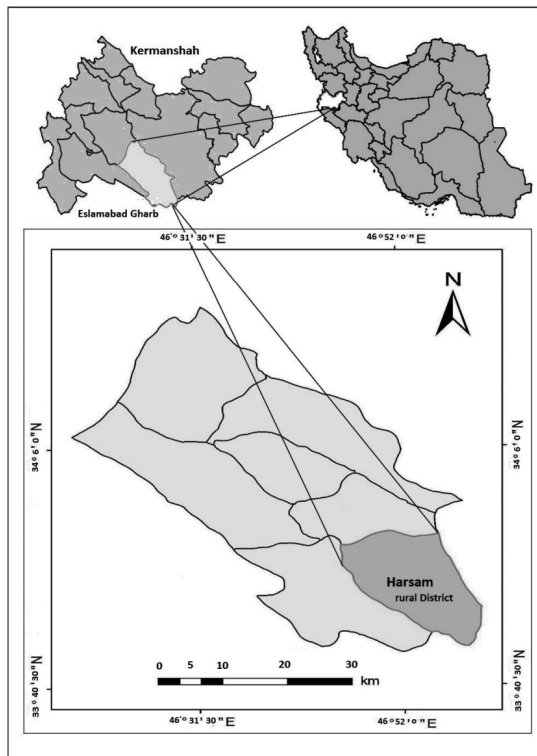 Kermanshah
Eslamabad Gharb
46°31'30"E
46°52'0"E
N
34°6'0"N
34°6'0"N
Harsam
rural District
0 5 10 20 30
km
33°40'30"N
33°40'30"N
46°31'30"E
46°52'0"E